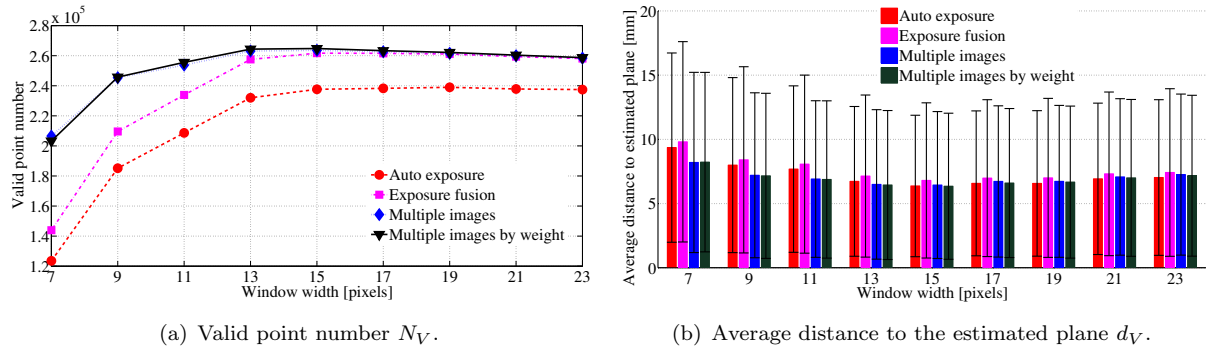 x 10^5
2.8
2.6
2.4
2.2
2
1.8
1.6
1.4
1.2
Valid point number
7 9 11 13 15 17 19 21 23
Window width [pixels]
Auto exposure
Exposure fusion
Multiple images
Multiple images by weight
(a) Valid point number N_V.
20
15
10
5
0
Average distance to estimated plane [mm]
7 9 11 13 15 17 19 21 23
Window width [pixels]
Auto exposure
Exposure fusion
Multiple images
Multiple images by weight
(b) Average distance to the estimated plane d_V.